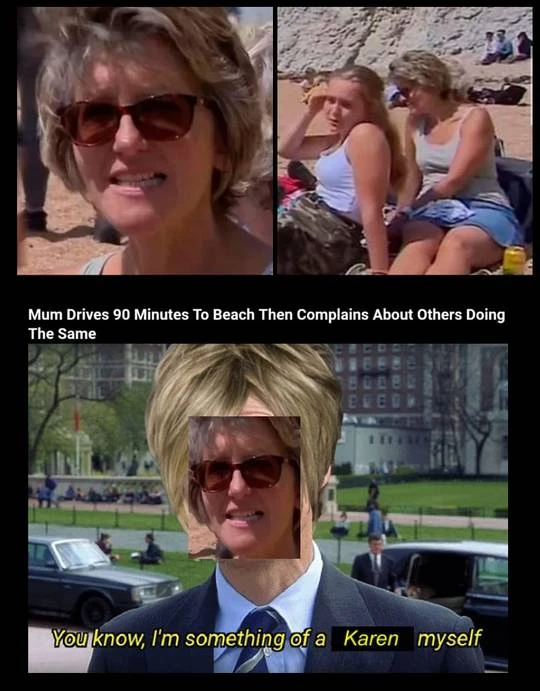 Mum Drives 90 Minutes To Beach Then Complains About Others Doing
The Same
You know, I'm something of a Karen myself